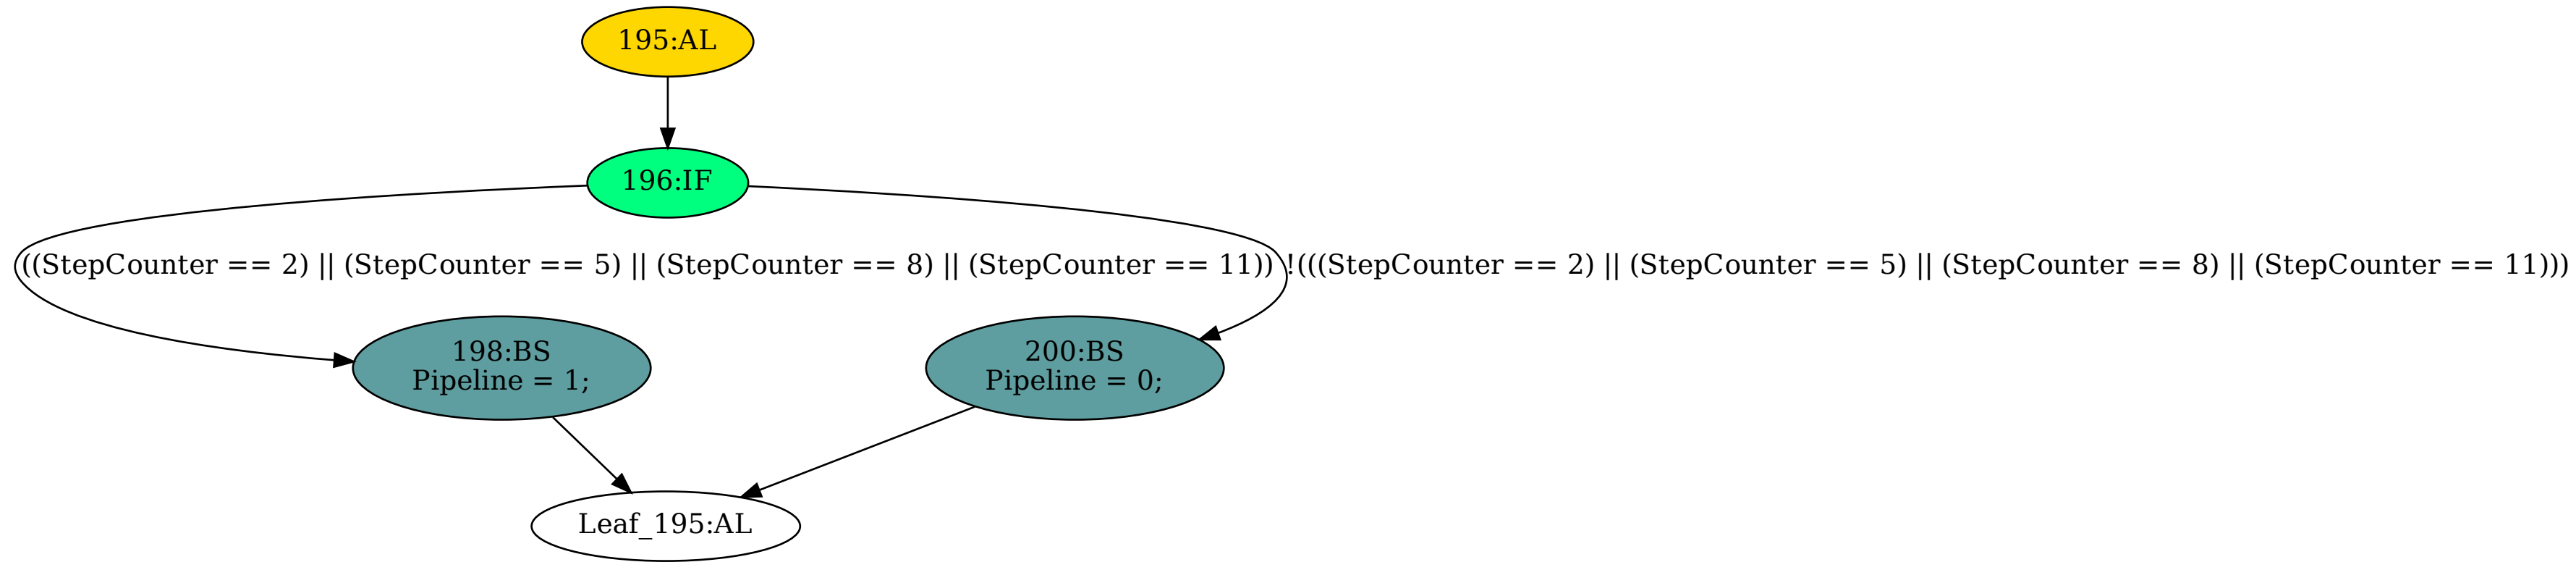 195:AL
196:IF
((StepCounter == 2) || (StepCounter == 5) || (StepCounter == 8) || (StepCounter == 11))
!(((StepCounter == 2) || (StepCounter == 5) || (StepCounter == 8) || (StepCounter == 11)))
198:BS
Pipeline = 1;
200:BS
Pipeline = 0;
Leaf_195:AL